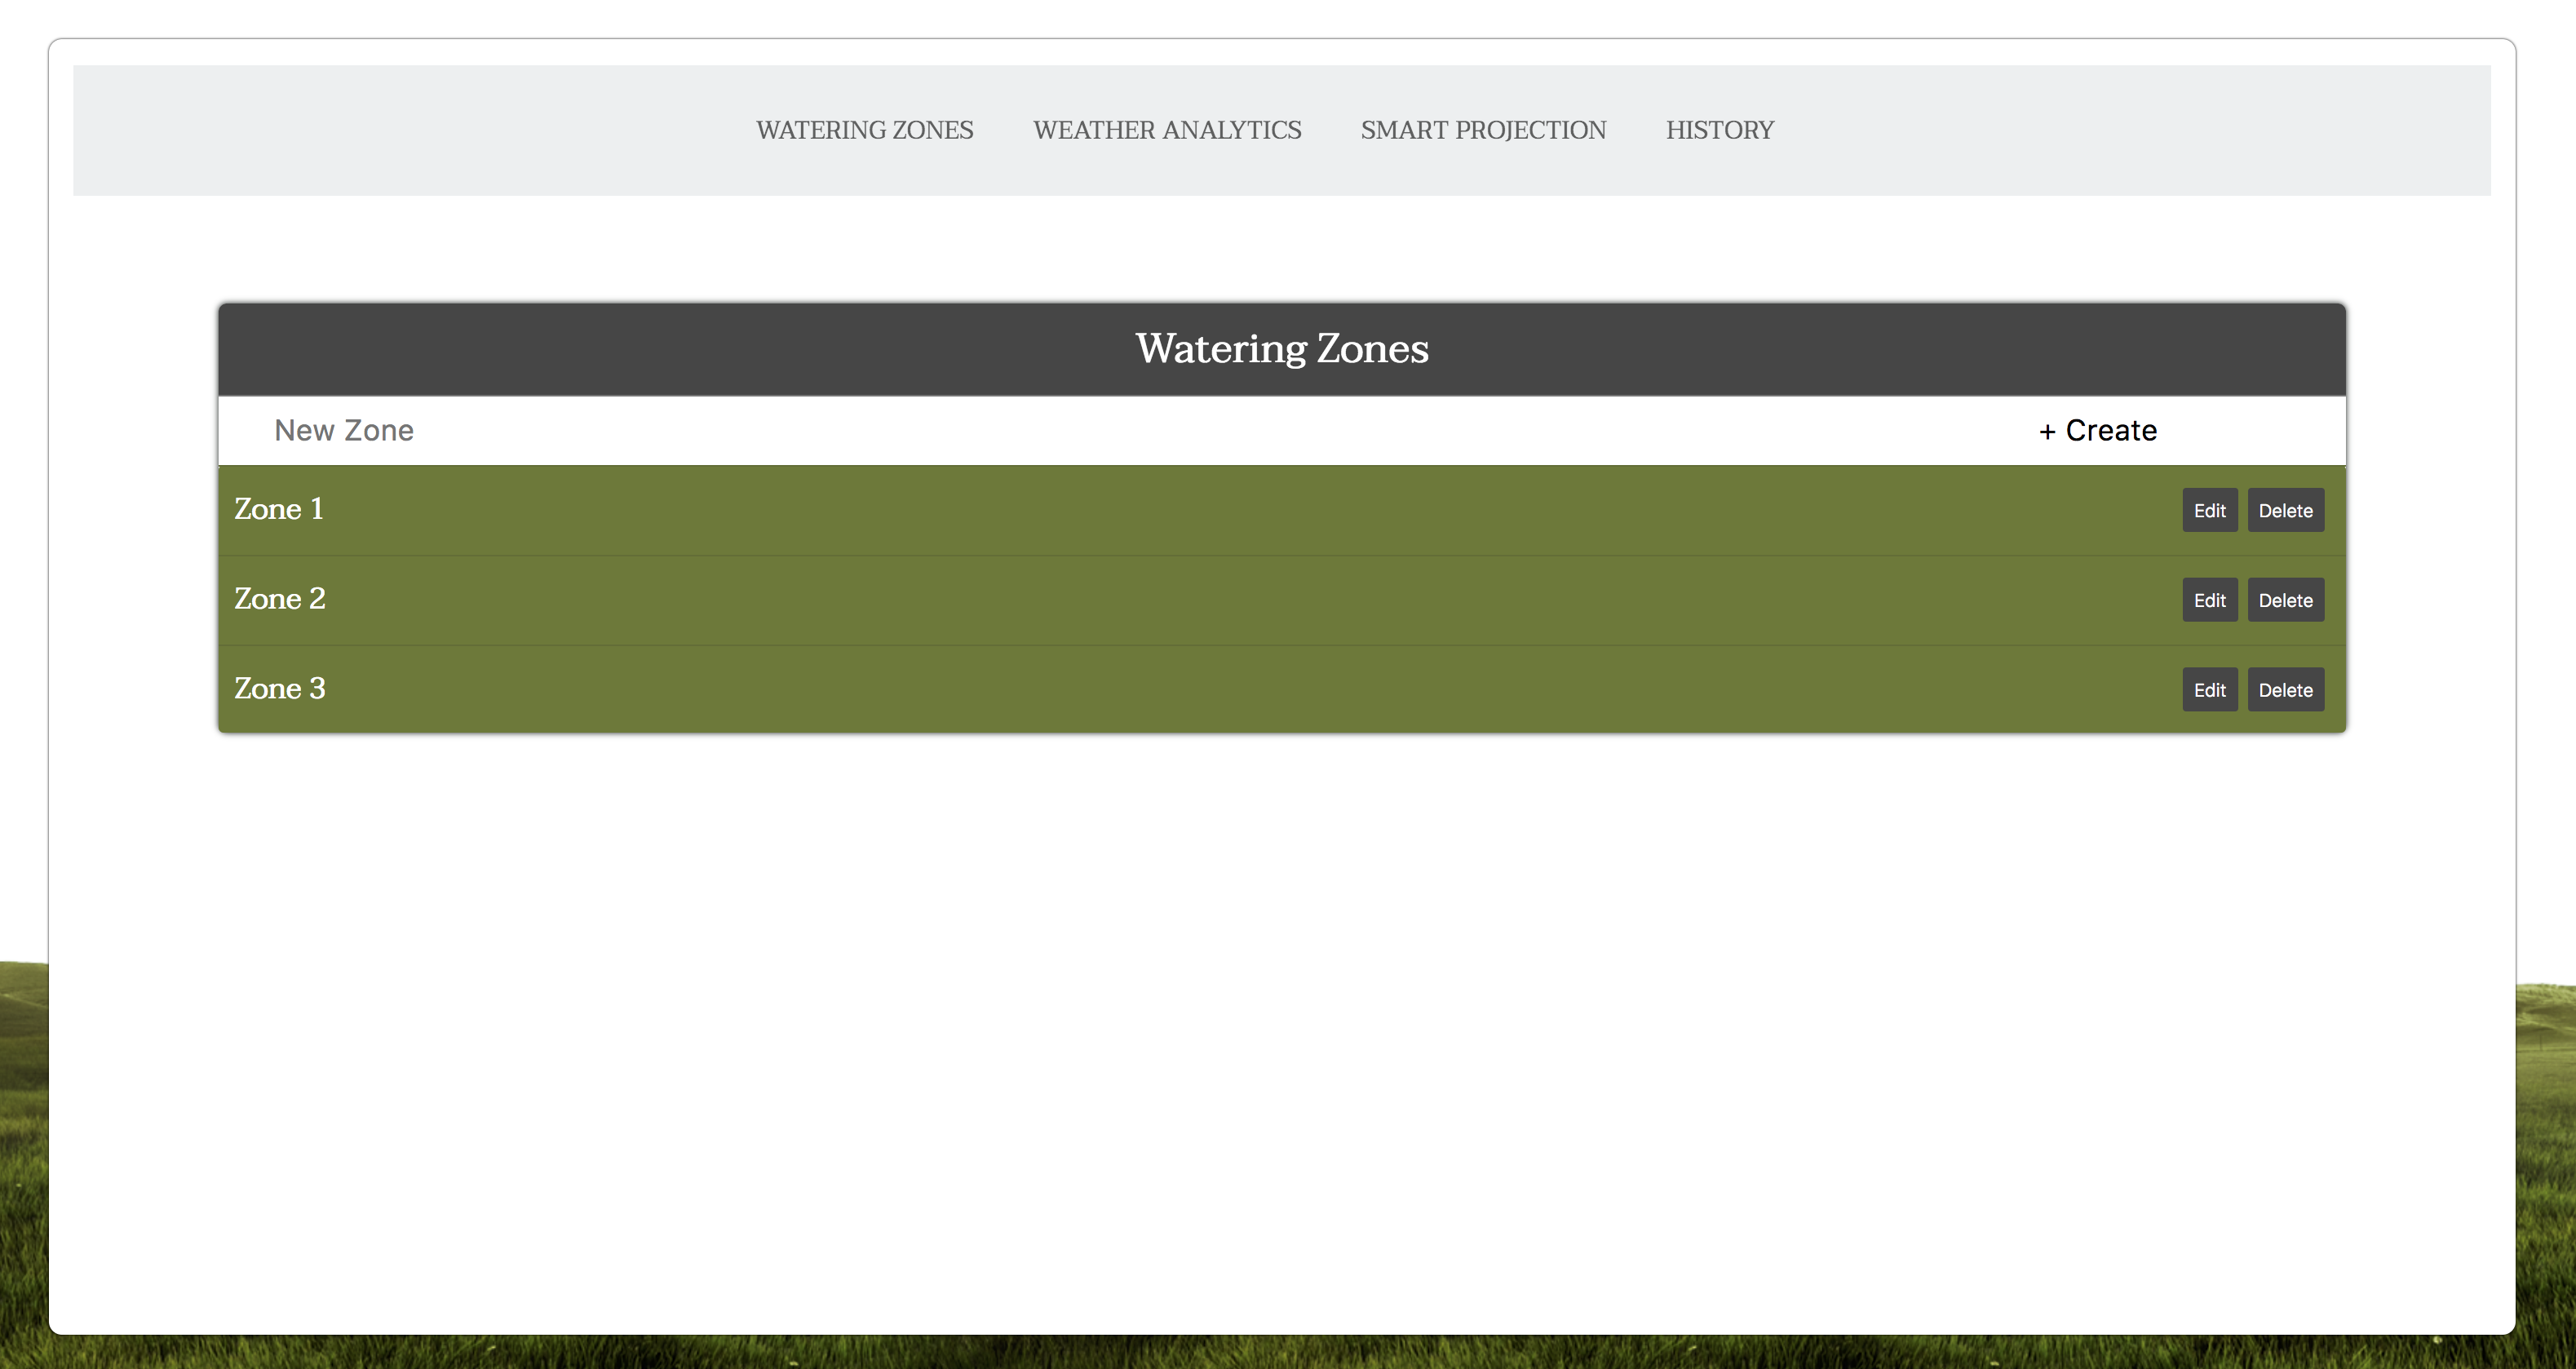 WATERING ZONES WEATHER ANALYTICS SMART PROJECTION HISTORY
Watering Zones
New Zone + Create
Zone 1 Edit Delete
Zone 2 Edit Delete
Zone 3 Edit Delete